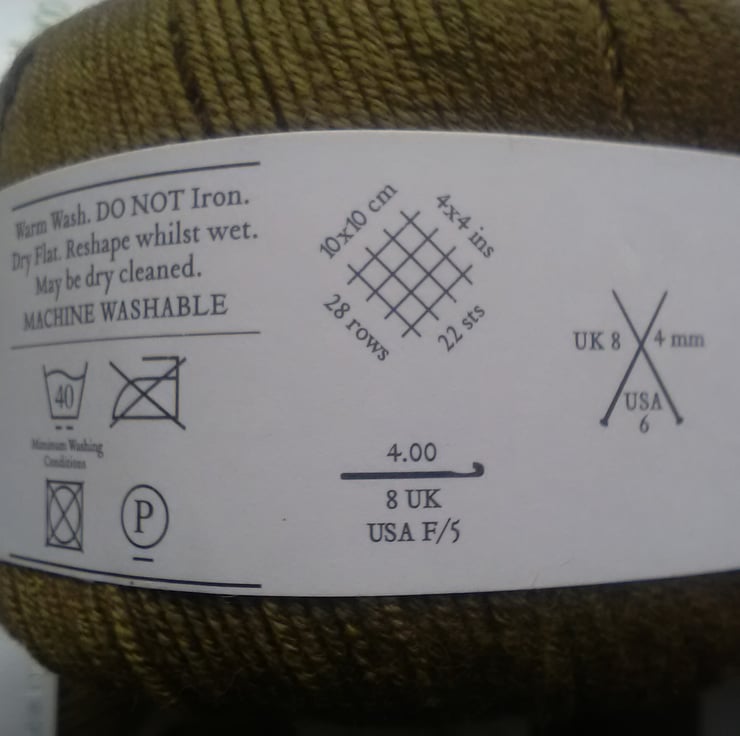 Warm Wash. DO NOT Iron.
Dry Flat. Reshape whilst wet.
May be dry cleaned.
MACHINE WASHABLE
40
Minimum Washing
Conditions
P
10x10 cm
4x4 ins
28 rows
22 sts
4.00
8 UK
USA F/5
UK 8
4 mm
USA
6